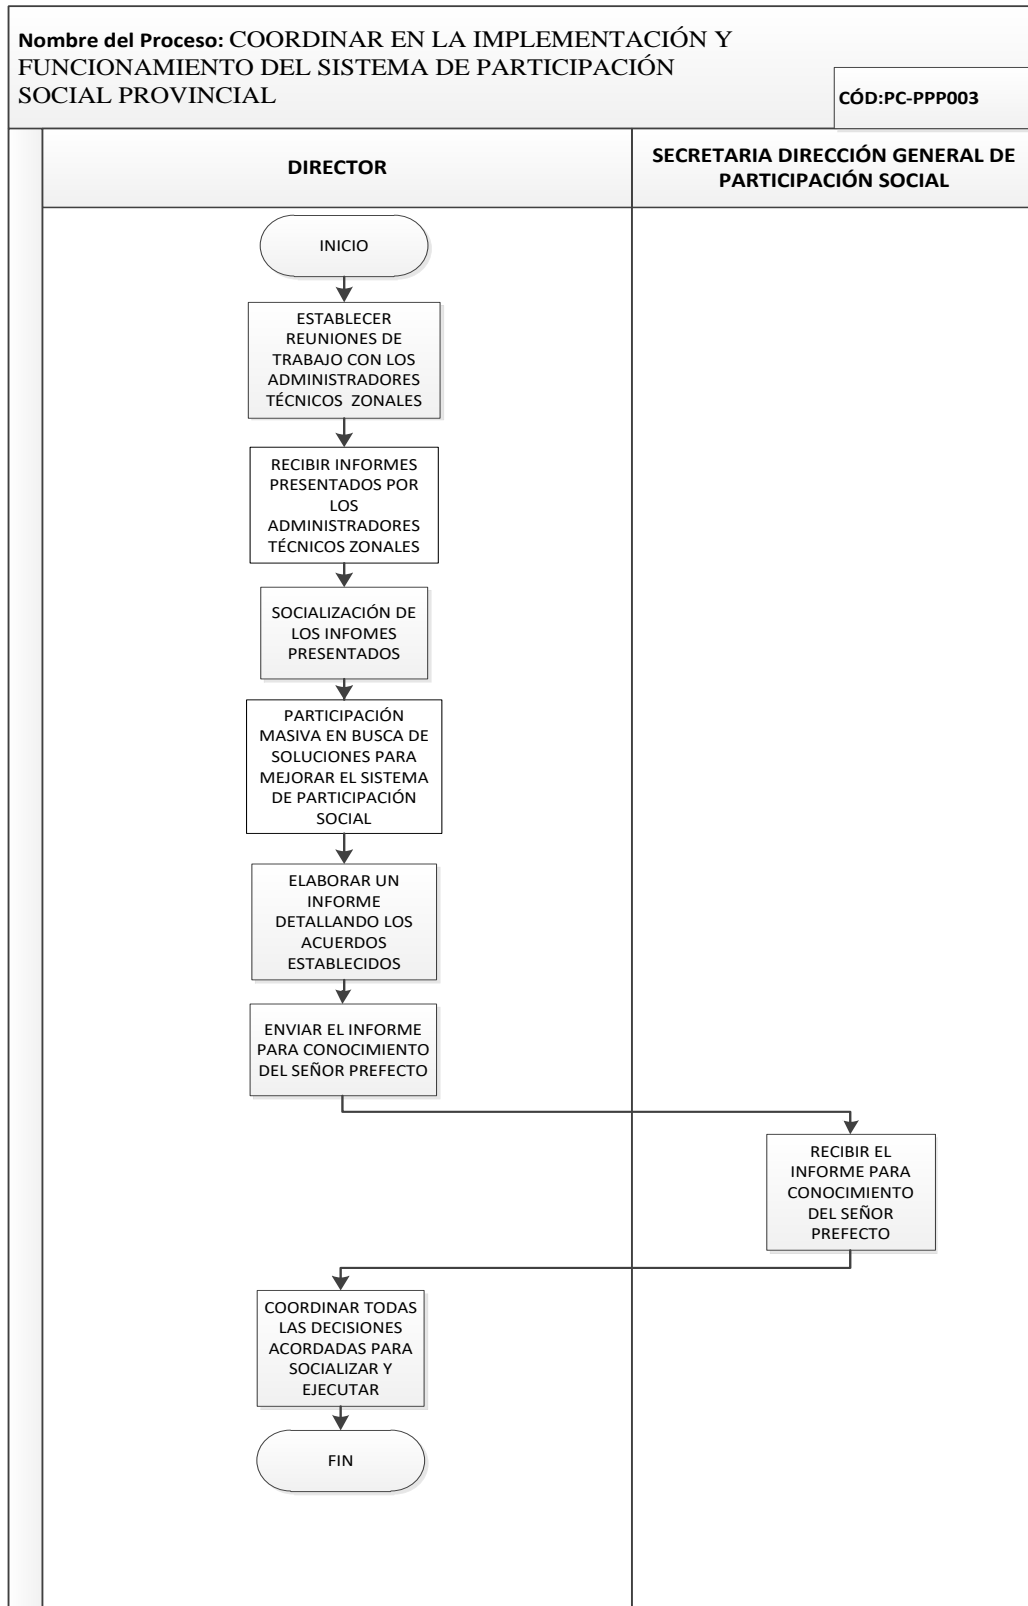 Nombre del Proceso: COORDINAR EN LA IMPLEMENTACIÓN Y
FUNCIONAMIENTO DEL SISTEMA DE PARTICIPACIÓN
SOCIAL PROVINCIAL
CÓD:PC-PPP003
DIRECTOR
SECRETARIA DIRECCIÓN GENERAL DE
PARTICIPACIÓN SOCIAL
INICIO
ESTABLECER
REUNIONES DE
TRABAJO CON LOS
ADMINISTRADORES
TÉCNICOS ZONALES
RECIBIR INFORMES
PRESENTADOS POR
LOS
ADMINISTRADORES
TÉCNICOS ZONALES
SOCIALIZACIÓN DE
LOS INFOMES
PRESENTADOS
PARTICIPACIÓN
MASIVA EN BUSCA DE
SOLUCIONES PARA
MEJORAR EL SISTEMA
DE PARTICIPACIÓN
SOCIAL
ELABORAR UN
INFORME
DETALLANDO LOS
ACUERDOS
ESTABLECIDOS
ENVIAR EL INFORME
PARA CONOCIMIENTO
DEL SEÑOR PREFECTO
RECIBIR EL
INFORME PARA
CONOCIMIENTO
DEL SEÑOR
PREFECTO
COORDINAR TODAS
LAS DECISIONES
ACORDADAS PARA
SOCIALIZAR Y
EJECUTAR
FIN